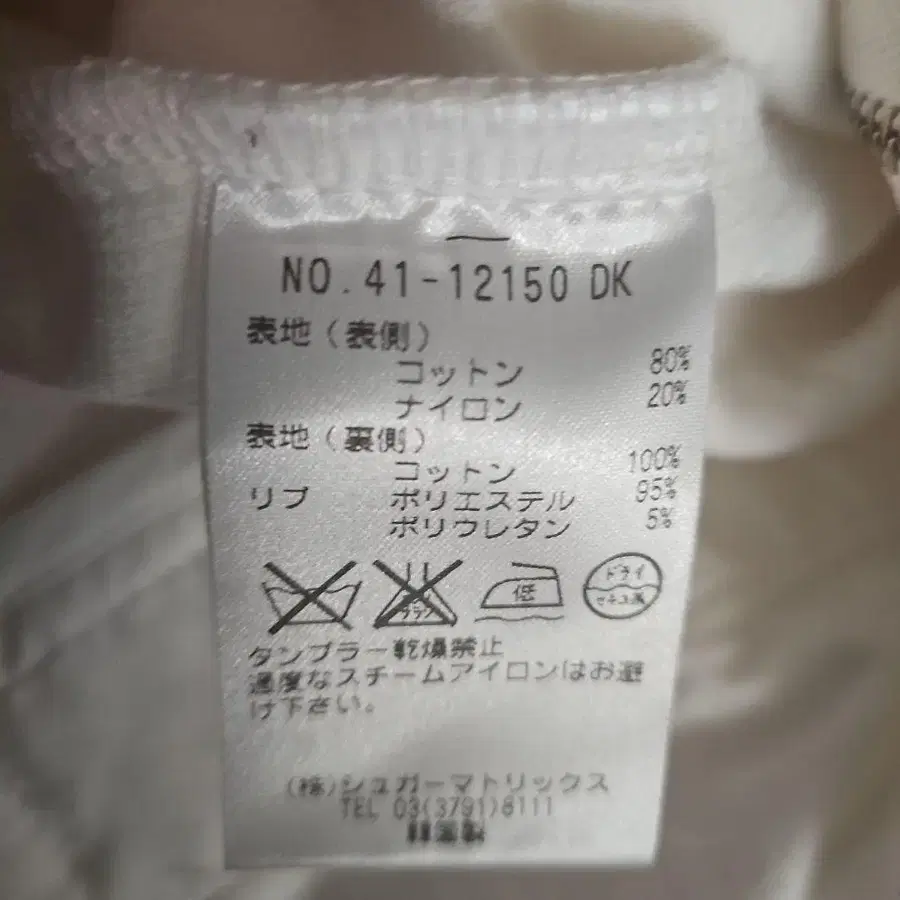 NO.41-12150 DK
表地(表側)
コットン 80%
ナイロン 20%
表地(裏側)
コットン 100%
リブ ポリエステル 95%
ポリウレタン 5%
低
ドライ
セキユ系
タンブラー乾燥禁止
過度なスチームアイロンはお避
け下さい。
(株)シュガーマトリックス
TEL 03(3791)8111